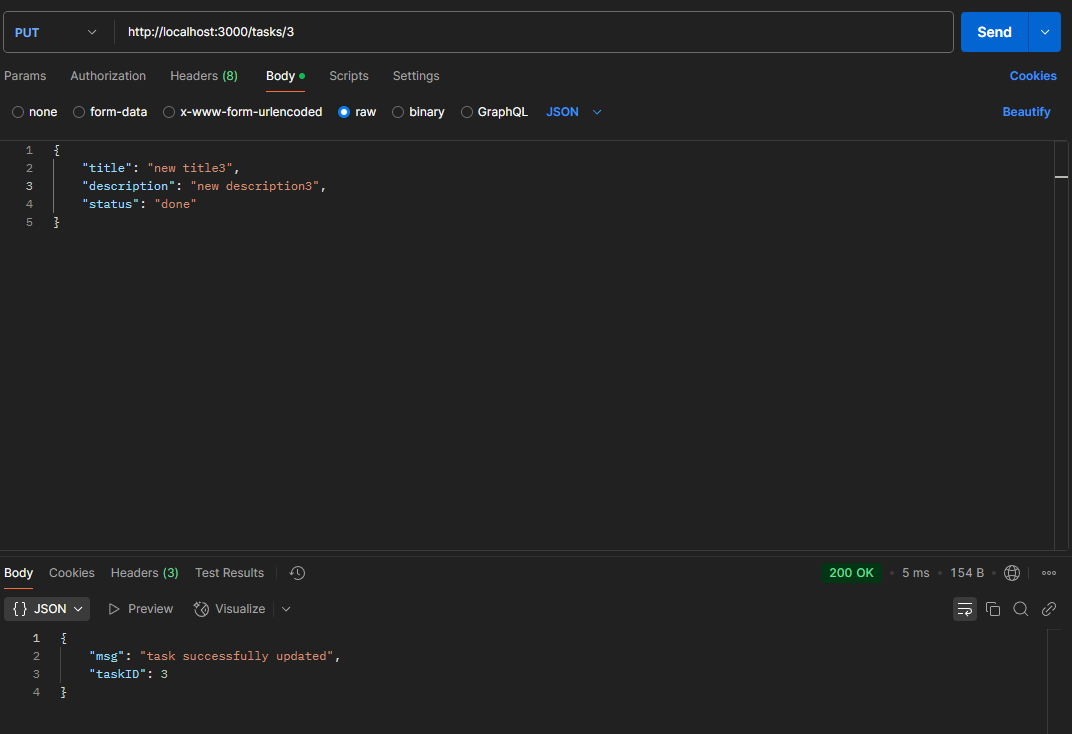 PUT http://localhost:3000/tasks/3 Send
Params Authorization Headers (8) Body Scripts Settings Cookies
none form-data x-www-form-urlencoded raw binary GraphQL JSON Beautify
1 {
2 "title": "new title3",
3 "description": "new description3",
4 "status": "done"
5 }
Body Cookies Headers (3) Test Results 200 OK 5 ms 154 B
{} JSON Preview Visualize
1 {
2 "msg": "task successfully updated",
3 "taskID": 3
4 }